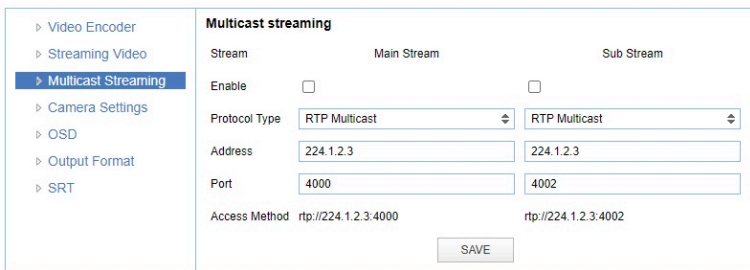 Video Encoder
Streaming Video
Multicast Streaming
Camera Settings
OSD
Output Format
SRT
Multicast streaming
Stream Main Stream Sub Stream
Enable
Protocol Type RTP Multicast RTP Multicast
Address 224.1.2.3 224.1.2.3
Port 4000 4002
Access Method rtp://224.1.2.3:4000 rtp://224.1.2.3:4002
SAVE